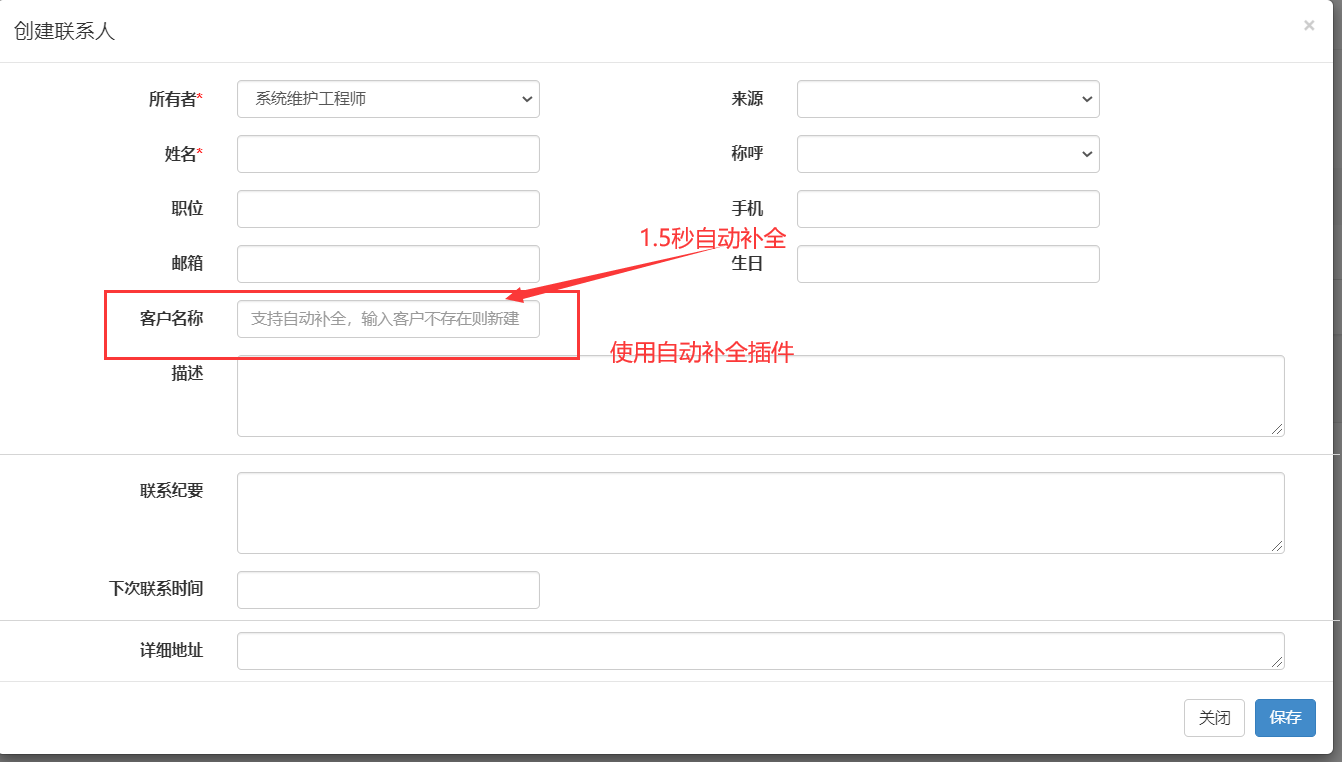 创建联系人
×
所有者*
系统维护工程师
来源
姓名*
称呼
职位
手机
1.5秒自动补全
邮箱
生日
客户名称
支持自动补全，输入客户不存在则新建
使用自动补全插件
描述
联系纪要
下次联系时间
详细地址
关闭
保存